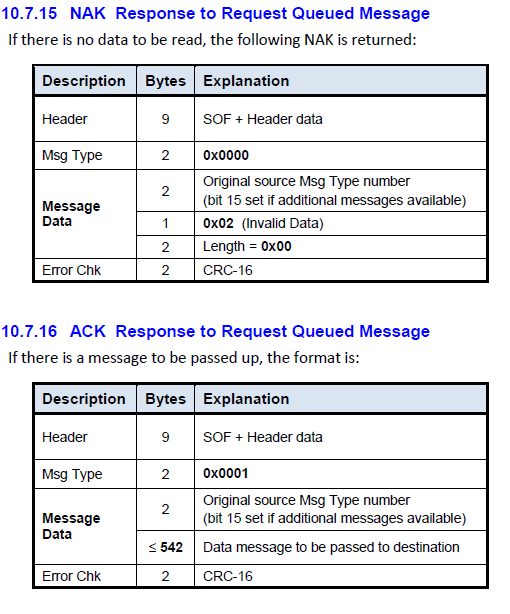 10.7.15 NAK Response to Request Queued Message
If there is no data to be read, the following NAK is returned:
Description Bytes Explanation
Header 9 SOF + Header data
Msg Type 2 0x0000
Message Data 2 Original source Msg Type number
(bit 15 set if additional messages available)
1 0x02 (Invalid Data)
2 Length = 0x00
Error Chk 2 CRC-16
10.7.16 ACK Response to Request Queued Message
If there is a message to be passed up, the format is:
Description Bytes Explanation
Header 9 SOF + Header data
Msg Type 2 0x0001
Message Data 2 Original source Msg Type number
(bit 15 set if additional messages available)
≤ 542 Data message to be passed to destination
Error Chk 2 CRC-16